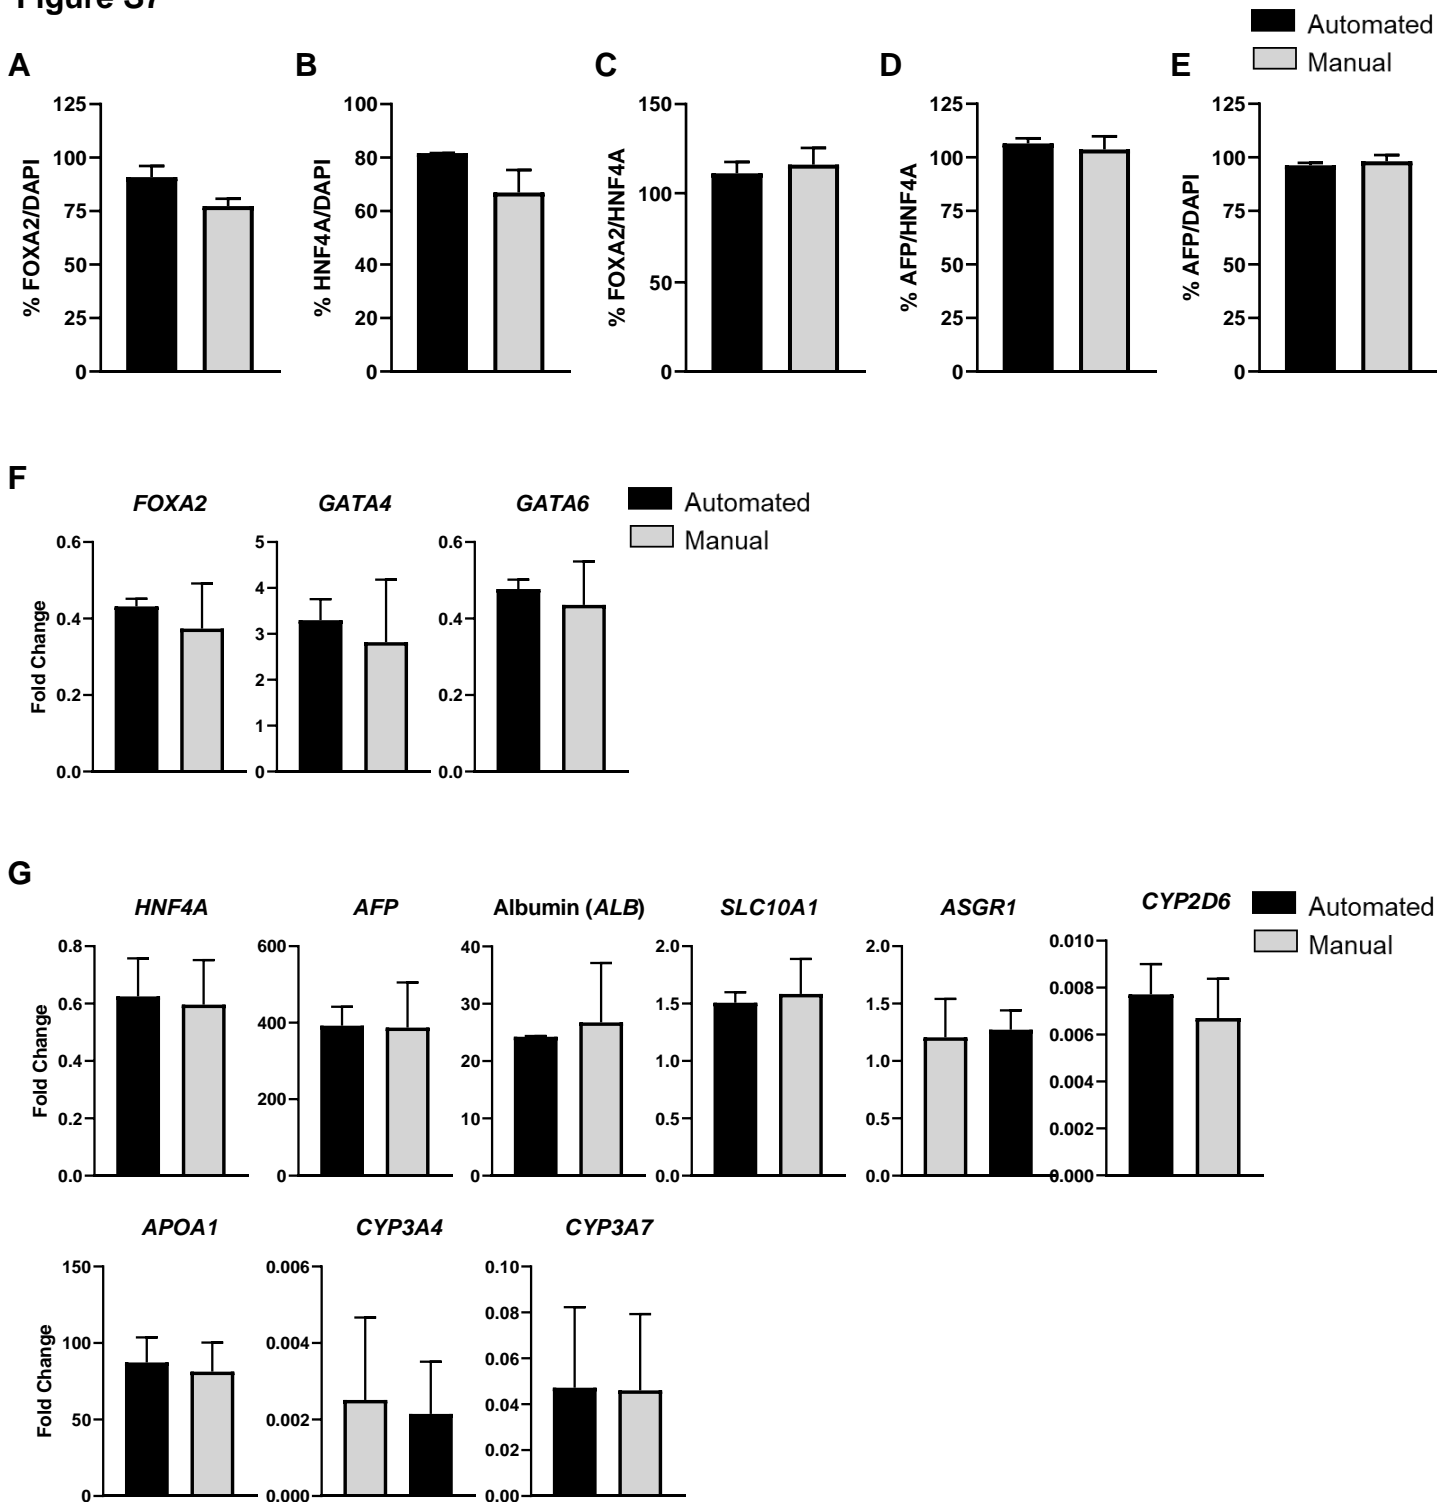 Figure S7
Automated
Manual
A
B
C
D
E
% FOXA2/DAPI
125
100
75
50
25
0
% HNF4A/DAPI
100
80
60
40
20
0
% FOXA2/HNF4A
150
100
50
0
% AFP/HNF4A
125
100
75
50
25
0
% AFP/DAPI
125
100
75
50
25
0
F
FOXA2
GATA4
GATA6
Automated
Manual
Fold Change
0.6
0.4
0.2
0.0
5
4
3
2
1
0
0.6
0.4
0.2
0.0
G
HNF4A
AFP
Albumin (ALB)
SLC10A1
ASGR1
CYP2D6
Automated
Manual
Fold Change
0.8
0.6
0.4
0.2
0.0
600
400
200
0
40
30
20
10
0
2.0
1.5
1.0
0.5
0.0
2.0
1.5
1.0
0.5
0.0
0.010
0.008
0.006
0.004
0.002
0.000
APOA1
CYP3A4
CYP3A7
Fold Change
150
100
50
0
0.006
0.004
0.002
0.000
0.10
0.08
0.06
0.04
0.02
0.00